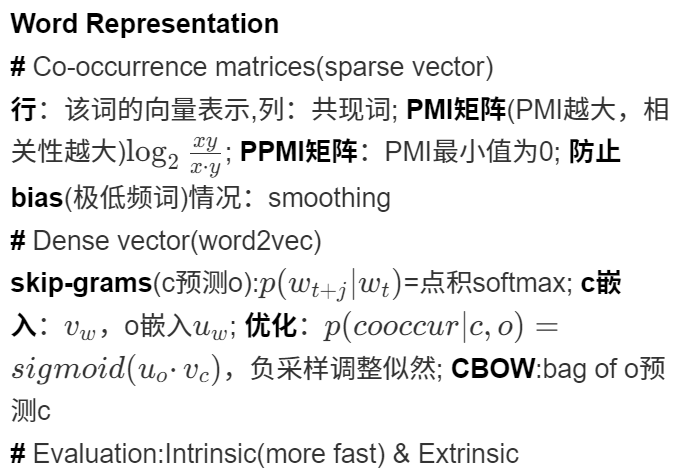 Word Representation
# Co-occurrence matrices(sparse vector)
行：该词的向量表示,列：共现词; PMI矩阵(PMI越大，相
关性越大)log₂ \frac{xy}{x·y}; PPMI矩阵：PMI最小值为0; 防止
bias(极低频词)情况：smoothing
# Dense vector(word2vec)
skip-grams(c预测o):p(w_{t+j}|w_t)=点积softmax; c嵌
入：v_w，o嵌入u_w; 优化：p(cooccur|c, o) =
sigmoid(u_o· v_c)，负采样调整似然; CBOW:bag of o预
测c
# Evaluation:Intrinsic(more fast) & Extrinsic